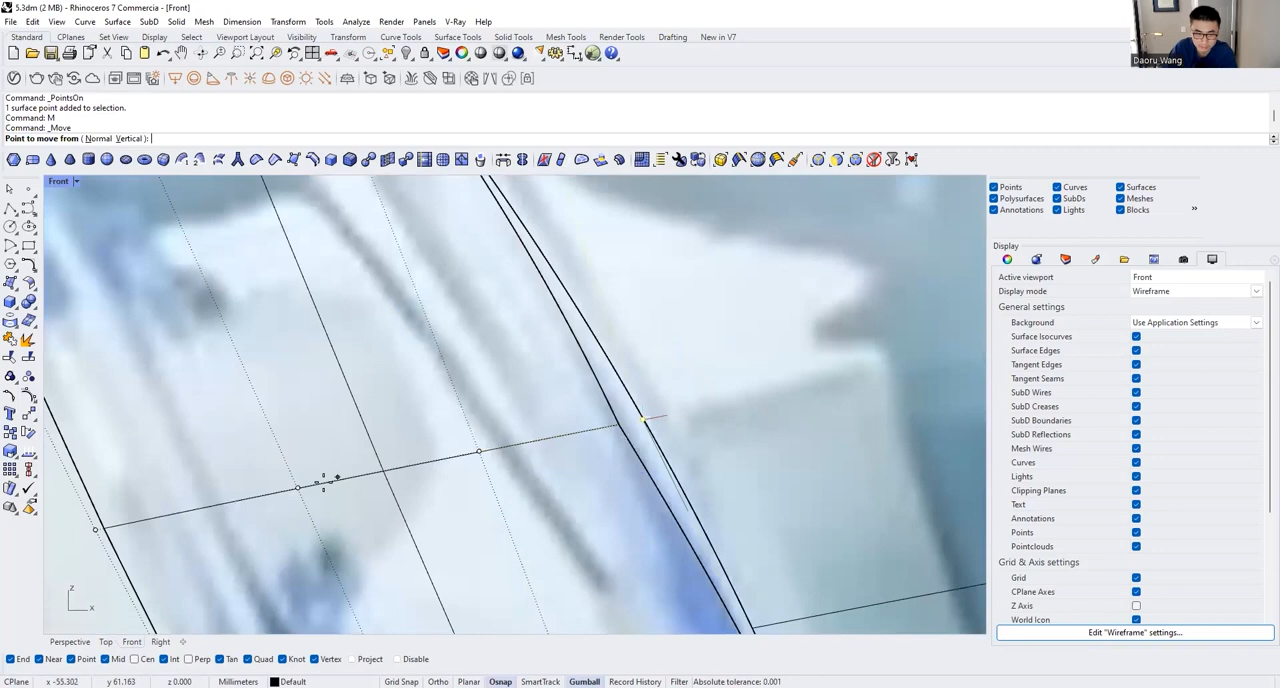 5.3dm (2 MB) - Rhinoceros 7 Commercia - [Front]
File Edit View Curve Surface SubD Solid Mesh Dimension Transform Tools Analyze Render Panels V-Ray Help
Standard CPlanes Set View Display Select Viewport Layout Visibility Transform Curve Tools Surface Tools Solid Tools Mesh Tools Render Tools Drafting New in V7
Daoru Wang
Command: _PointsOn
1 surface point added to selection.
Command: M
Command: _Move
Point to move from ( Normal Vertical ):
Front
Points Curves Surfaces
Polysurfaces SubDs Meshes
Annotations Lights Blocks
Display
Active viewport Front
Display mode Wireframe
General settings
Background Use Application Settings
Surface Isocurves
Surface Edges
Tangent Edges
Tangent Seams
SubD Wires
SubD Creases
SubD Boundaries
SubD Reflections
Mesh Wires
Curves
Lights
Clipping Planes
Text
Annotations
Points
Pointclouds
Grid & Axis settings
Grid
CPlane Axes
Z Axis
World Icon
Edit "Wireframe" settings...
z
x
Perspective Top Front Right
End Near Point Mid Cen Int Perp Tan Quad Knot Vertex Project Disable
CPlane x -55.302 y 61.163 z 0.000 Millimeters Default Grid Snap Ortho Planar Osnap SmartTrack Gumball Record History Filter Absolute tolerance: 0.001